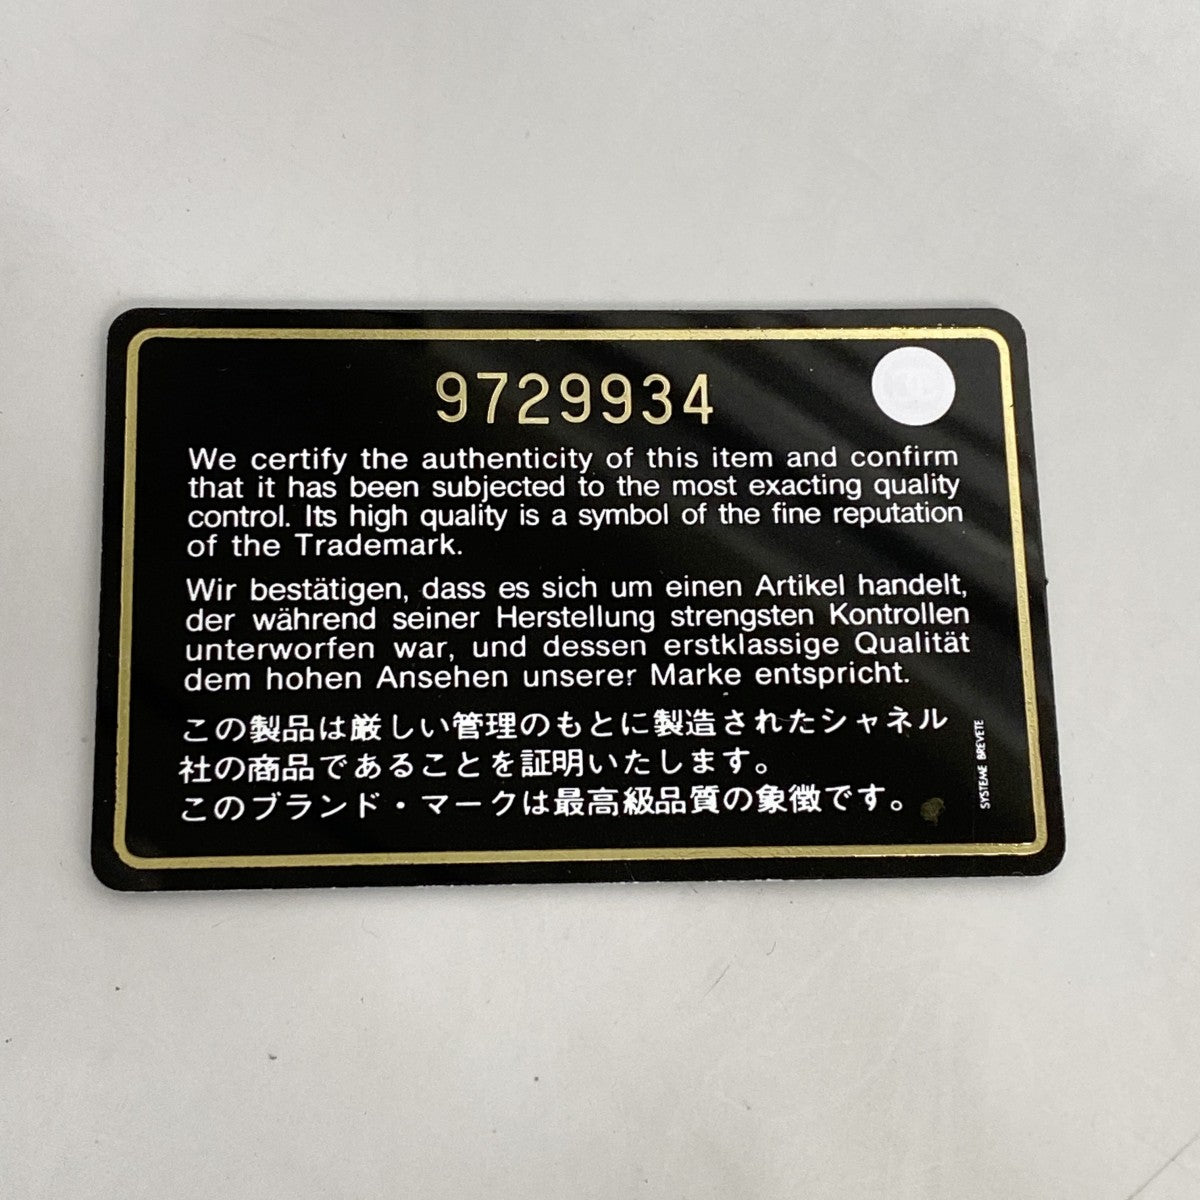 9729934
We certify the authenticity of this item and confirm
that it has been subjected to the most exacting quality
control. Its high quality is a symbol of the fine reputation
of the Trademark.
Wir bestätigen, dass es sich um einen Artikel handelt,
der während seiner Herstellung strengsten Kontrollen
unterworfen war, und dessen erstklassige Qualität
dem hohen Ansehen unserer Marke entspricht.
この製品は厳しい管理のもとに製造されたシャネル
社の商品であることを証明いたします。
このブランド・マークは最高級品質の象徴です。
SYSTEME BREVETE